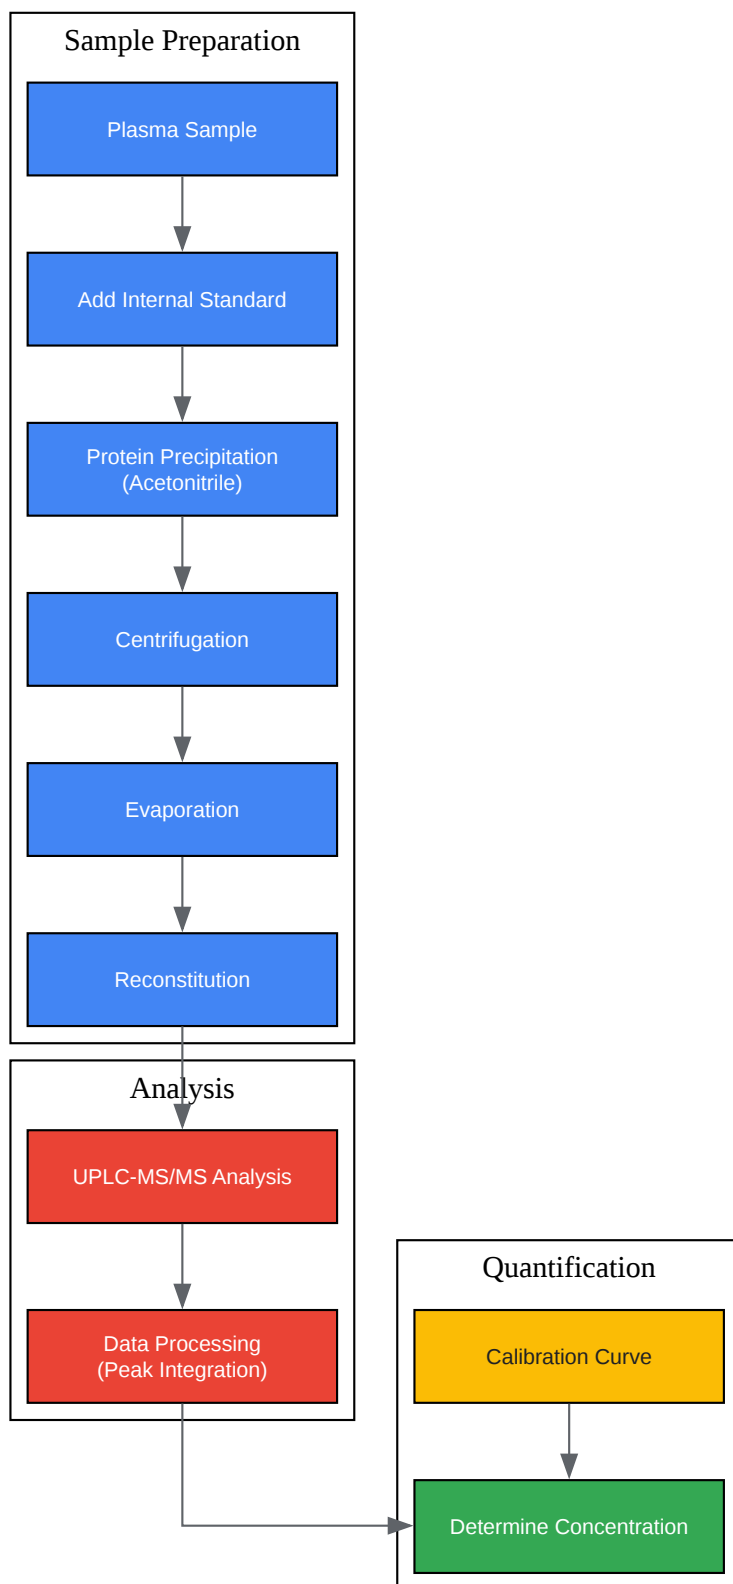 Sample Preparation
Plasma Sample
Add Internal Standard
Protein Precipitation
(Acetonitrile)
Centrifugation
Evaporation
Reconstitution
Analysis
UPLC-MS/MS Analysis
Data Processing
(Peak Integration)
Quantification
Calibration Curve
Determine Concentration